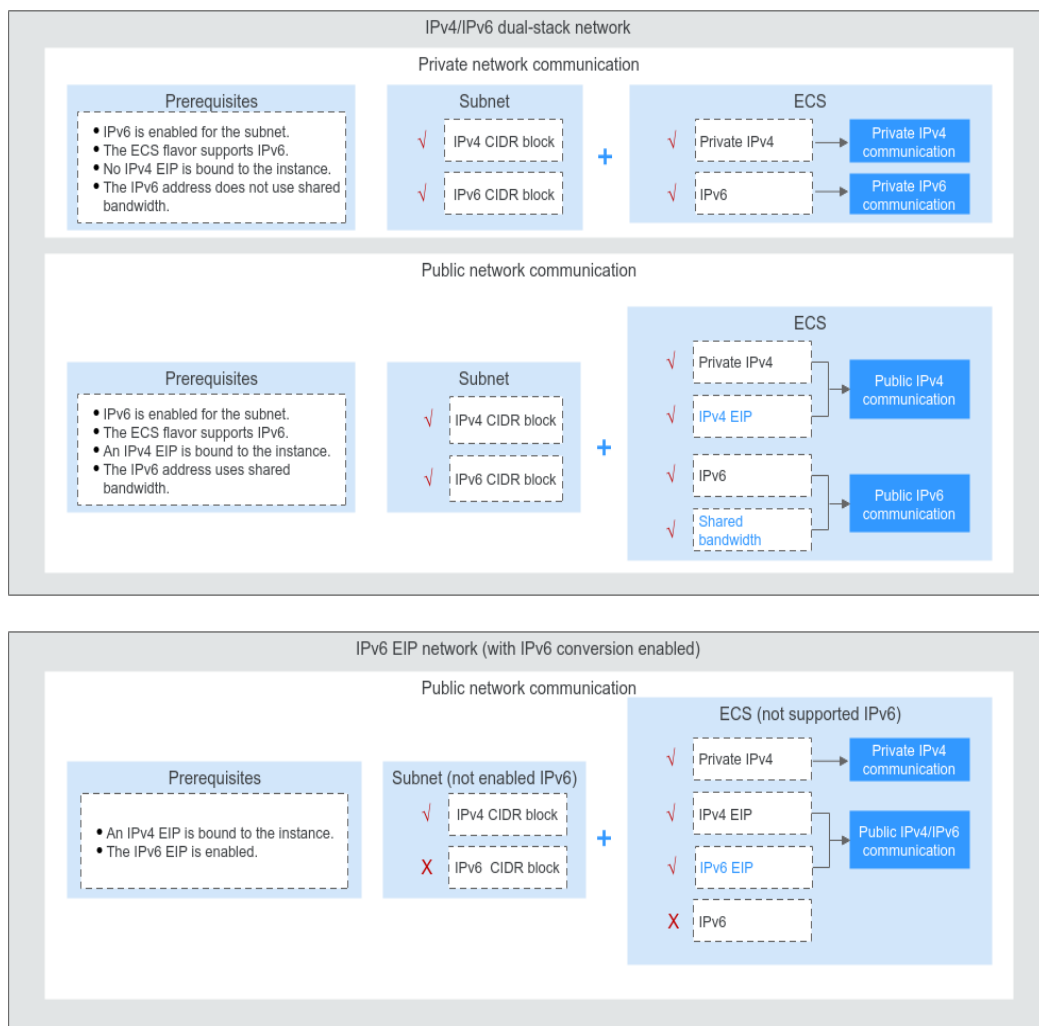 IPv4/IPv6 dual-stack network
Private network communication
Prerequisites
• IPv6 is enabled for the subnet.
• The ECS flavor supports IPv6.
• No IPv4 EIP is bound to the instance.
• The IPv6 address does not use shared
bandwidth.
Subnet
√ IPv4 CIDR block
√ IPv6 CIDR block
+
ECS
√ Private IPv4
Private IPv4
communication
√ IPv6
Private IPv6
communication
Public network communication
Prerequisites
• IPv6 is enabled for the subnet.
• The ECS flavor supports IPv6.
• An IPv4 EIP is bound to the instance.
• The IPv6 address uses shared
bandwidth.
Subnet
√ IPv4 CIDR block
√ IPv6 CIDR block
+
ECS
√ Private IPv4
√ IPv4 EIP
Public IPv4
communication
√ IPv6
√ Shared
bandwidth
Public IPv6
communication
IPv6 EIP network (with IPv6 conversion enabled)
Public network communication
Prerequisites
• An IPv4 EIP is bound to the instance.
• The IPv6 EIP is enabled.
Subnet (not enabled IPv6)
√ IPv4 CIDR block
X IPv6 CIDR block
+
ECS (not supported IPv6)
√ Private IPv4
Private IPv4
communication
√ IPv4 EIP
√ IPv6 EIP
Public IPv4/IPv6
communication
X IPv6